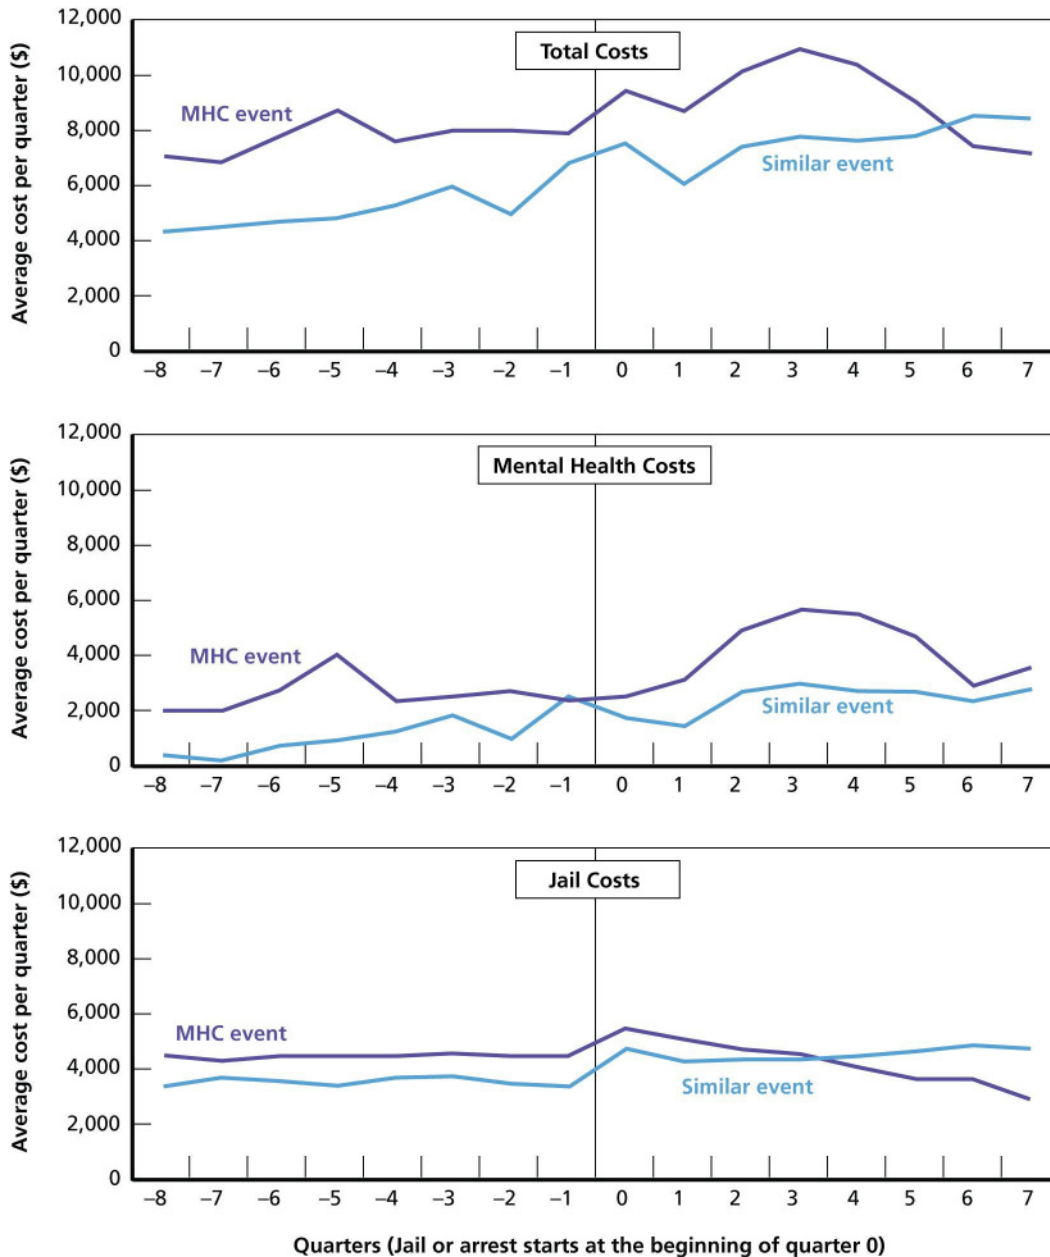 12,000
Total Costs
10,000
MHC event
8,000
Similar event
6,000
4,000
2,000
0
Average cost per quarter ($)
–8 –7 –6 –5 –4 –3 –2 –1 0 1 2 3 4 5 6 7
12,000
Mental Health Costs
10,000
8,000
6,000
4,000
MHC event
2,000
Similar event
0
Average cost per quarter ($)
–8 –7 –6 –5 –4 –3 –2 –1 0 1 2 3 4 5 6 7
12,000
Jail Costs
10,000
8,000
6,000
MHC event
4,000
Similar event
2,000
0
Average cost per quarter ($)
–8 –7 –6 –5 –4 –3 –2 –1 0 1 2 3 4 5 6 7
Quarters (Jail or arrest starts at the beginning of quarter 0)